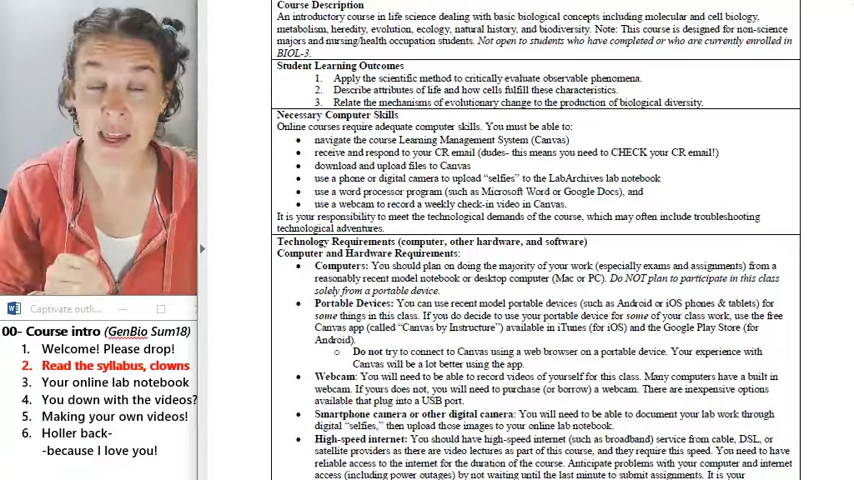 Course Description
An introductory course in life science dealing with basic biological concepts including molecular and cell biology,
metabolism, heredity, evolution, ecology, natural history, and biodiversity. Note: This course is designed for non-science
majors and nursing/health occupation students. Not open to students who have completed or who are currently enrolled in
BIOL-3.
Student Learning Outcomes
1. Apply the scientific method to critically evaluate observable phenomena.
2. Describe attributes of life and how cells fulfill these characteristics.
3. Relate the mechanisms of evolutionary change to the production of biological diversity.
Necessary Computer Skills
Online courses require adequate computer skills. You must be able to:
• navigate the course Learning Management System (Canvas)
• receive and respond to your CR email (dudes- this means you need to CHECK your CR email!)
• download and upload files to Canvas
• use a phone or digital camera to upload “selfies” to the LabArchives lab notebook
• use a word processor program (such as Microsoft Word or Google Docs), and
• use a webcam to record a weekly check-in video in Canvas.
It is your responsibility to meet the technological demands of the course, which may often include troubleshooting
technological adventures.
Technology Requirements (computer, other hardware, and software)
Computer and Hardware Requirements:
• Computers: You should plan on doing the majority of your work (especially exams and assignments) from a
reasonably recent model notebook or desktop computer (Mac or PC). Do NOT plan to participate in this class
solely from a portable device.
• Portable Devices: You can use recent model portable devices (such as Android or iOS phones & tablets) for
some things in this class. If you do decide to use your portable device for some of your class work, use the free
Canvas app (called “Canvas by Instructure”) available in iTunes (for iOS) and the Google Play Store (for
Android).
o Do not try to connect to Canvas using a web browser on a portable device. Your experience with
Canvas will be a lot better using the app.
• Webcam: You will need to be able to record videos of yourself for this class. Many computers have a built in
webcam. If yours does not, you will need to purchase (or borrow) a webcam. There are inexpensive options
available that plug into a USB port.
• Smartphone camera or other digital camera: You will need to be able to document your lab work through
digital “selfies,” then upload those images to your online lab notebook.
• High-speed internet: You should have high-speed internet (such as broadband) service from cable, DSL, or
satellite providers as there are video lectures as part of this course, and they require this speed. You need to have
reliable access to the internet for the duration of the course. Anticipate problems with your computer and internet
access (including power outages) by not waiting until the last minute to submit assignments. It is your
Captivate outli...
00- Course intro (GenBio Sum18)
1. Welcome! Please drop!
2. Read the syllabus, clowns
3. Your online lab notebook
4. You down with the videos?
5. Making your own videos!
6. Holler back-
-because I love you!